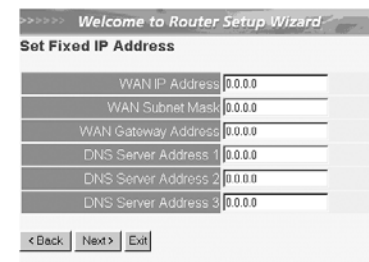 >>>>>> Welcome to Router Setup Wizard
Set Fixed IP Address
WAN IP Address 0.0.0.0
WAN Subnet Mask 0.0.0.0
WAN Gateway Address 0.0.0.0
DNS Server Address 1 0.0.0.0
DNS Server Address 2 0.0.0.0
DNS Server Address 3 0.0.0.0
< Back Next > Exit